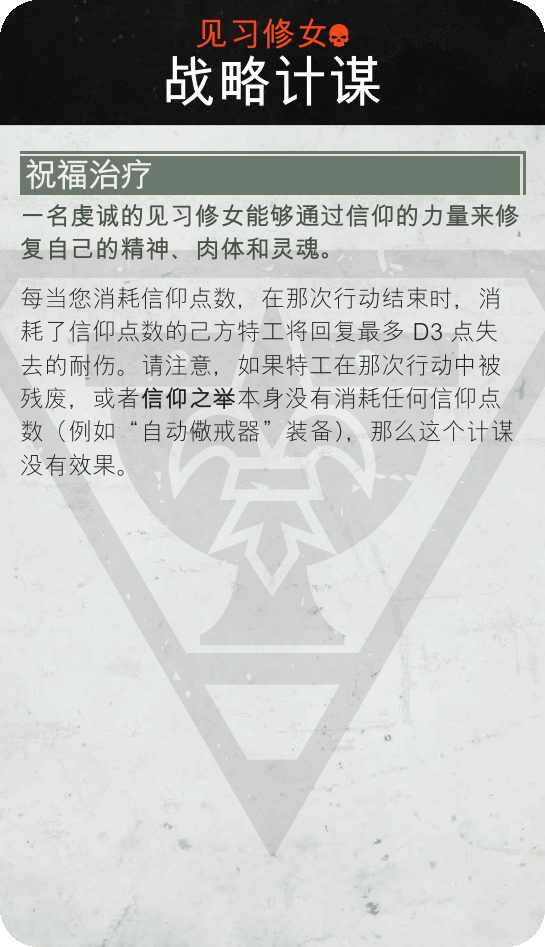 见习修女
战略计谋
祝福治疗
一名虔诚的见习修女能够通过信仰的力量来修
复自己的精神、肉体和灵魂。
每当您消耗信仰点数，在那次行动结束时，消
耗了信仰点数的己方特工将回复最多 D3 点失
去的耐伤。请注意，如果特工在那次行动中被
残废，或者信仰之举本身没有消耗任何信仰点
数（例如“自动儆戒器”装备），那么这个计谋
没有效果。